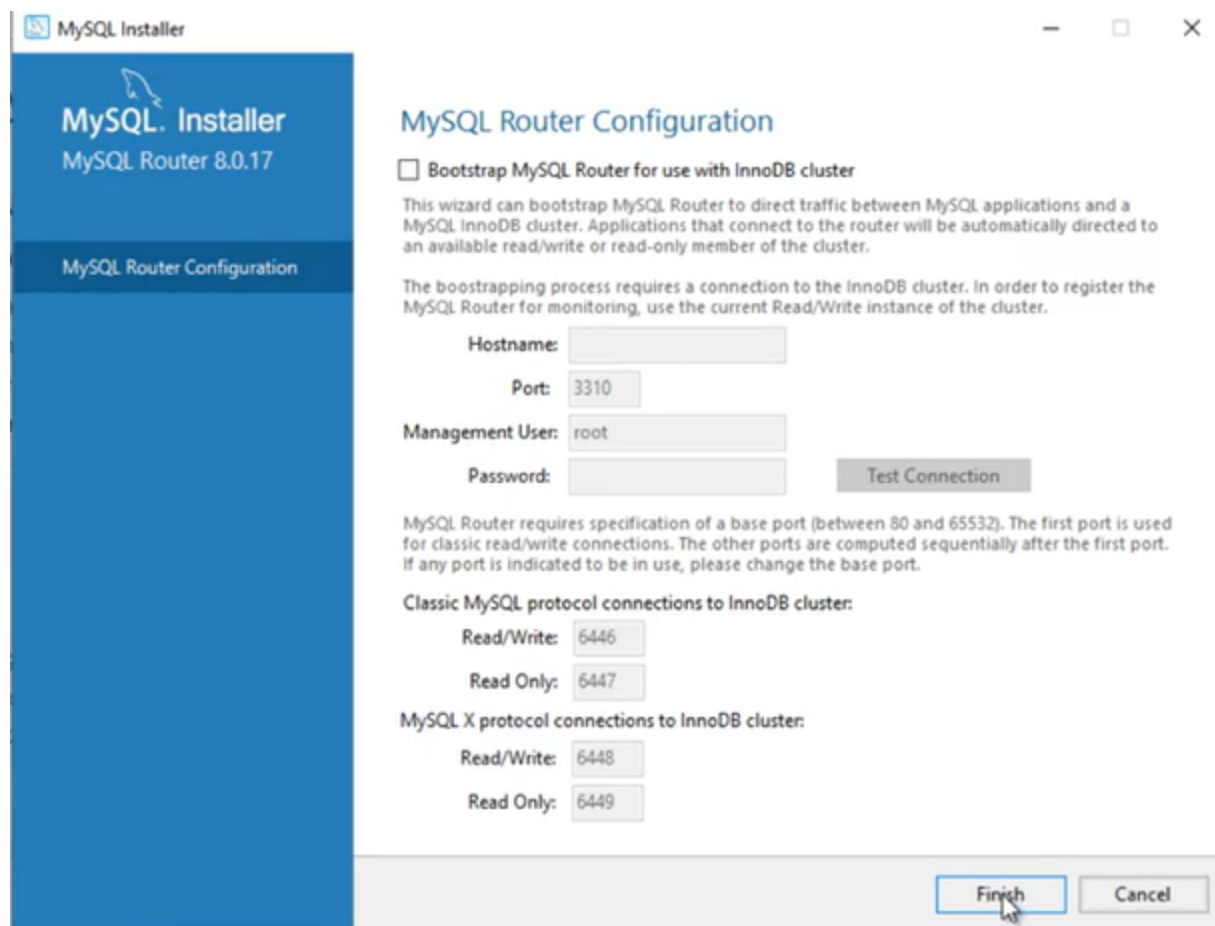 MySQL Installer
MySQL. Installer
MySQL Router 8.0.17
MySQL Router Configuration
MySQL Router Configuration
Bootstrap MySQL Router for use with InnoDB cluster
This wizard can bootstrap MySQL Router to direct traffic between MySQL applications and a
MySQL InnoDB cluster. Applications that connect to the router will be automatically directed to
an available read/write or read-only member of the cluster.
The boostrapping process requires a connection to the InnoDB cluster. In order to register the
MySQL Router for monitoring, use the current Read/Write instance of the cluster.
Hostname:
Port: 3310
Management User: root
Password:
Test Connection
MySQL Router requires specification of a base port (between 80 and 65532). The first port is used
for classic read/write connections. The other ports are computed sequentially after the first port.
If any port is indicated to be in use, please change the base port.
Classic MySQL protocol connections to InnoDB cluster:
Read/Write: 6446
Read Only: 6447
MySQL X protocol connections to InnoDB cluster:
Read/Write: 6448
Read Only: 6449
Finish Cancel